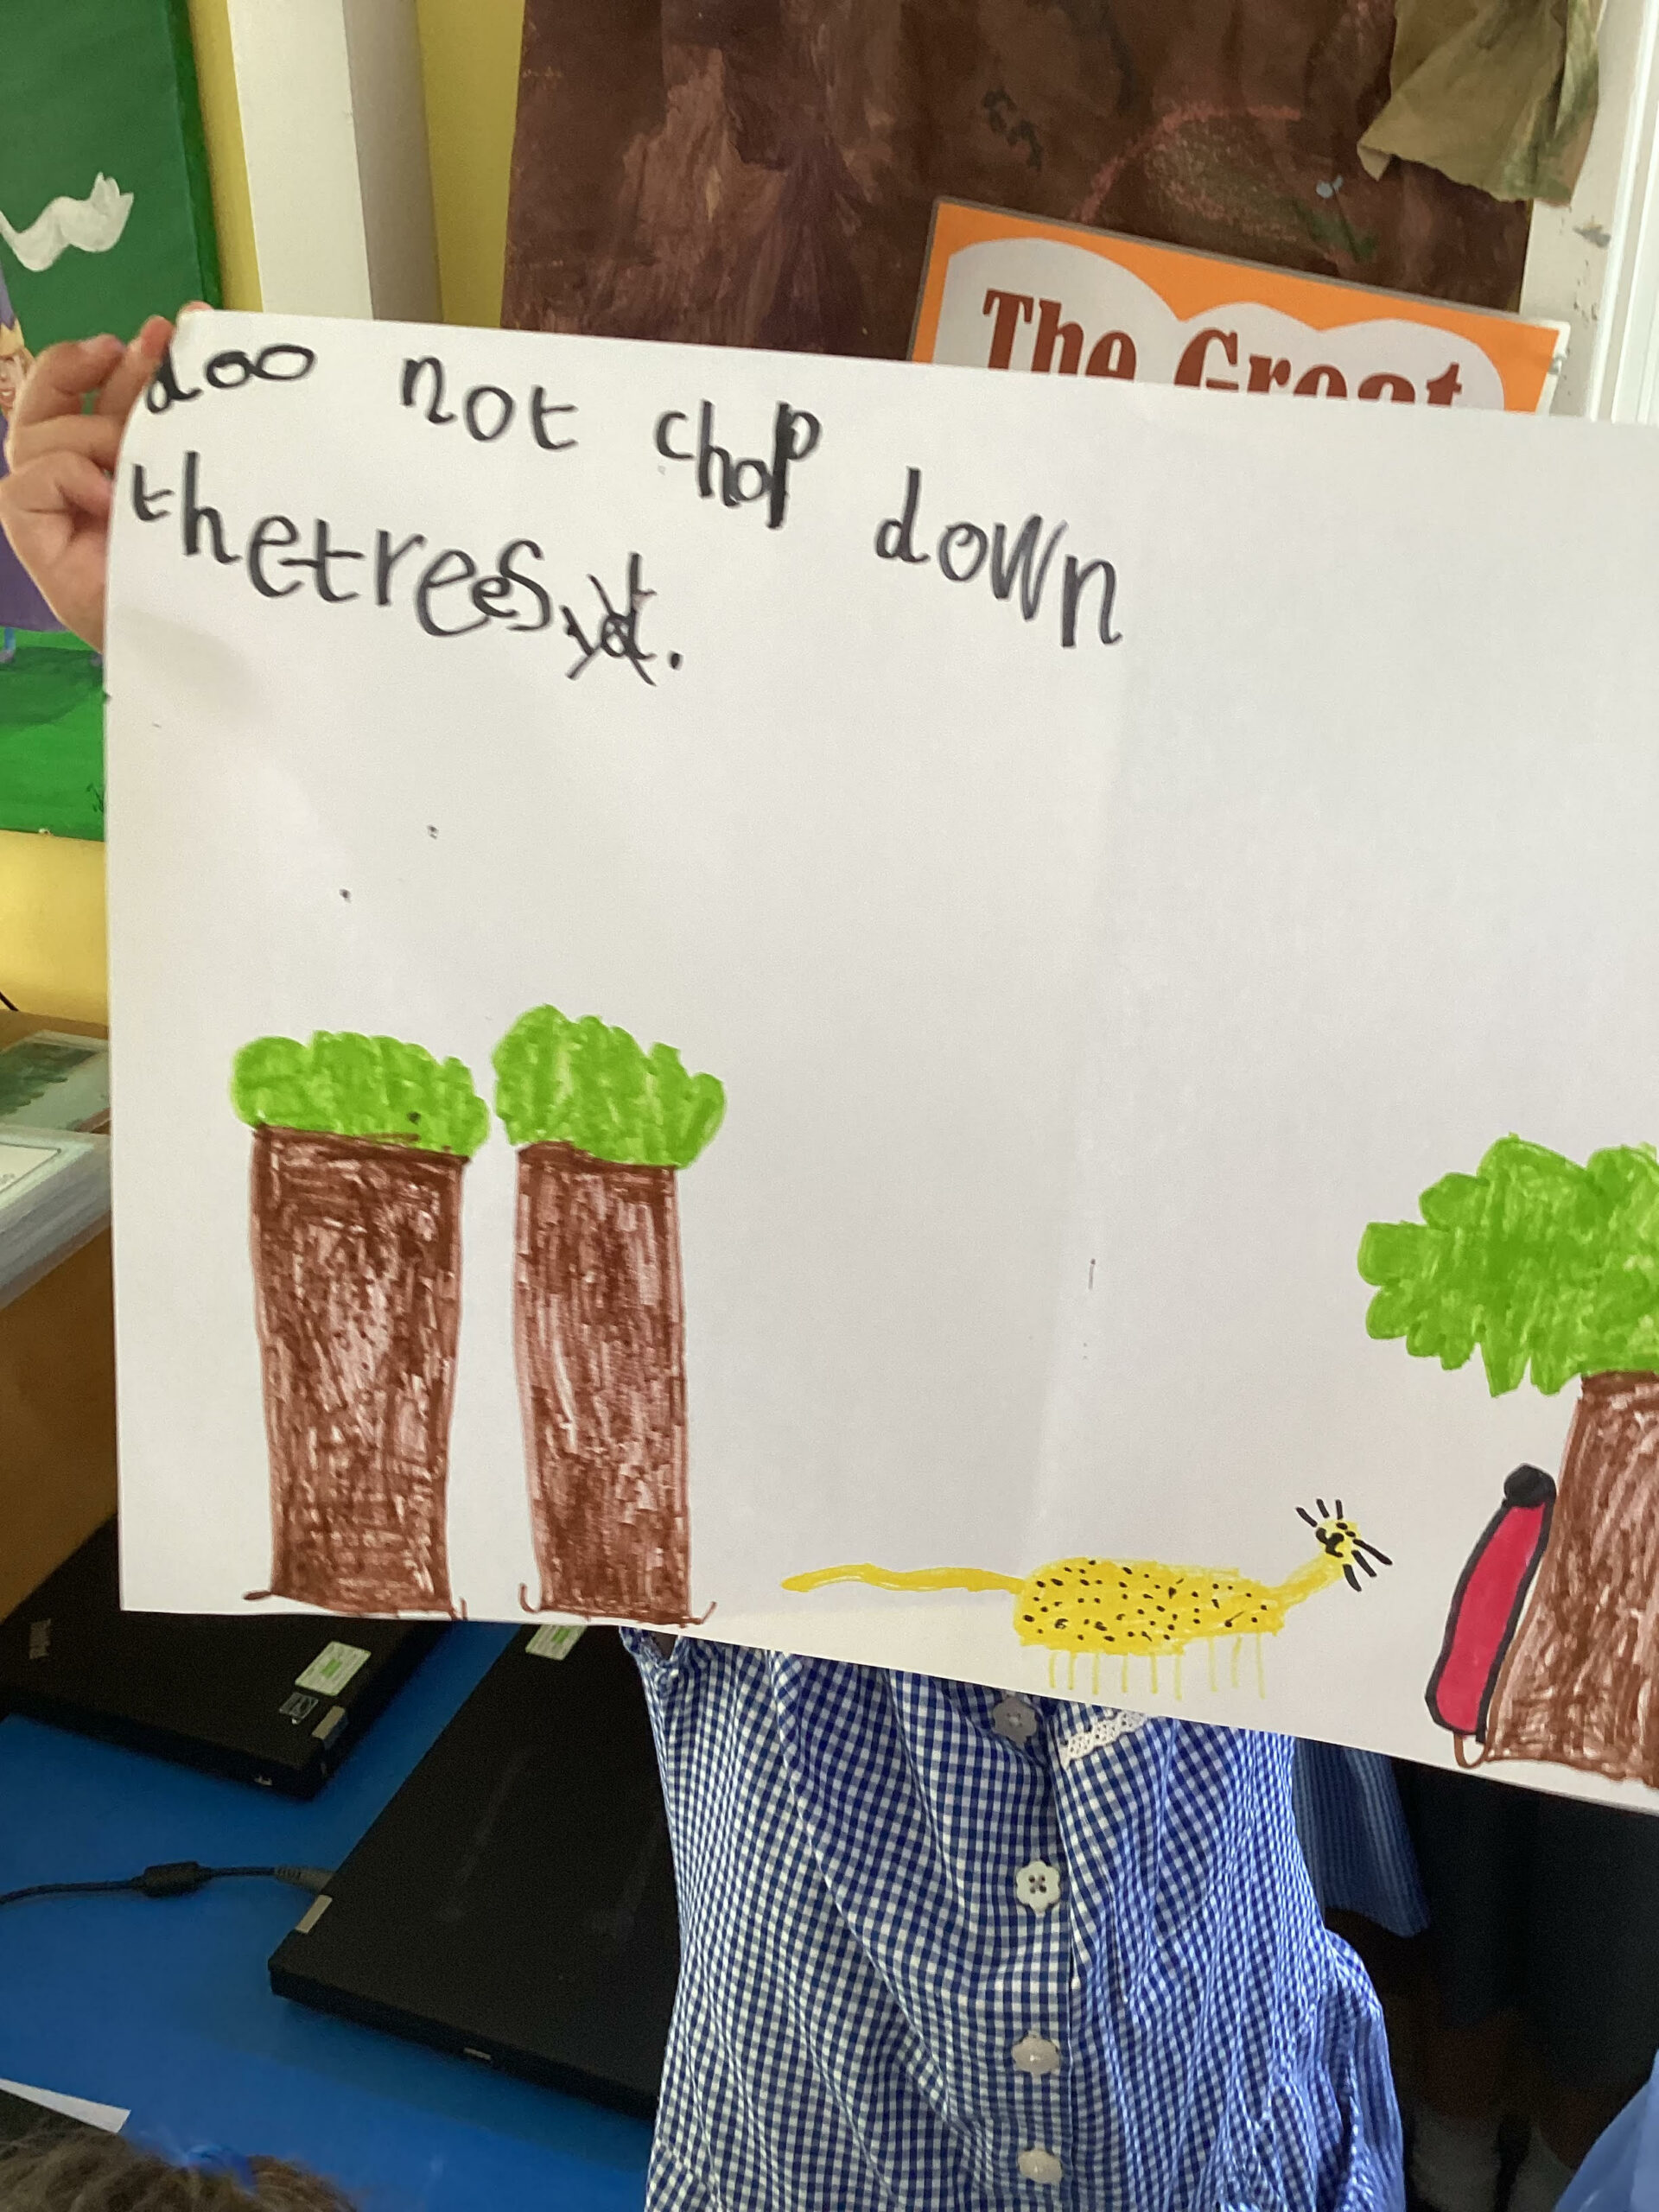 The Great
doo not chop down
thetrees.